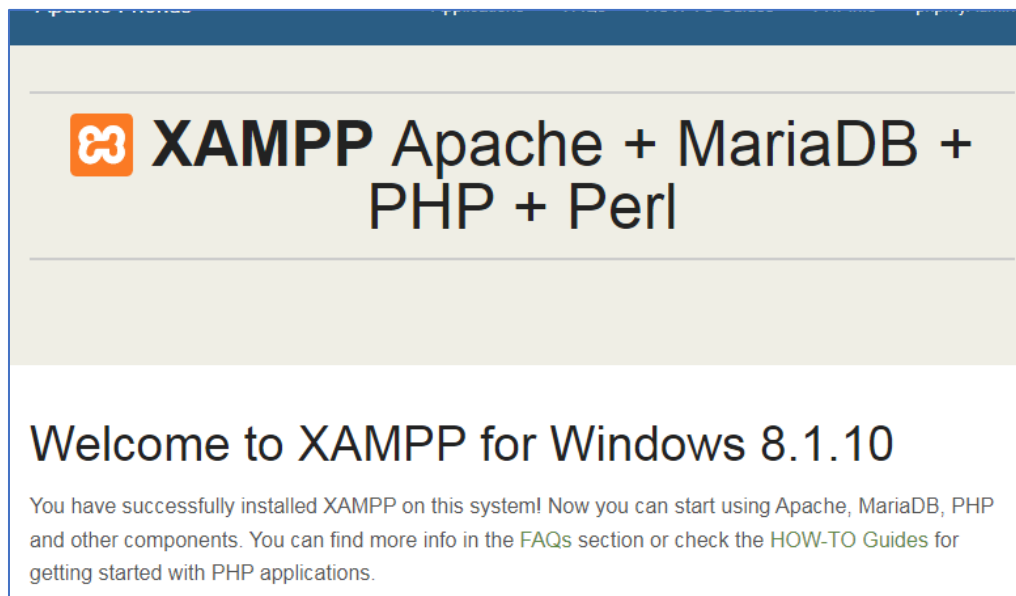 XAMPP Apache + MariaDB +
PHP + Perl
Welcome to XAMPP for Windows 8.1.10
You have successfully installed XAMPP on this system! Now you can start using Apache, MariaDB, PHP
and other components. You can find more info in the FAQs section or check the HOW-TO Guides for
getting started with PHP applications.